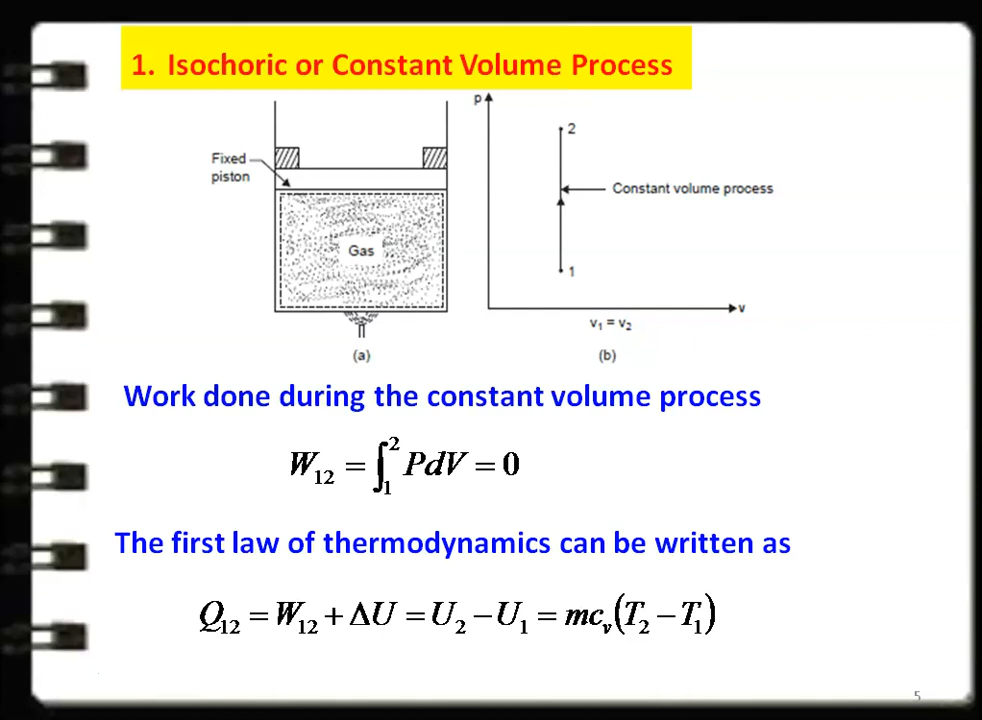 1. Isochoric or Constant Volume Process
Fixed
piston
Gas
(a)
p
2
Constant volume process
1
v
v₁ = v₂
(b)
Work done during the constant volume process
W₁₂ = ∫₁² PdV = 0
The first law of thermodynamics can be written as
Q₁₂ = W₁₂ + ΔU = U₂ − U₁ = mcᵥ(T₂ − T₁)
5